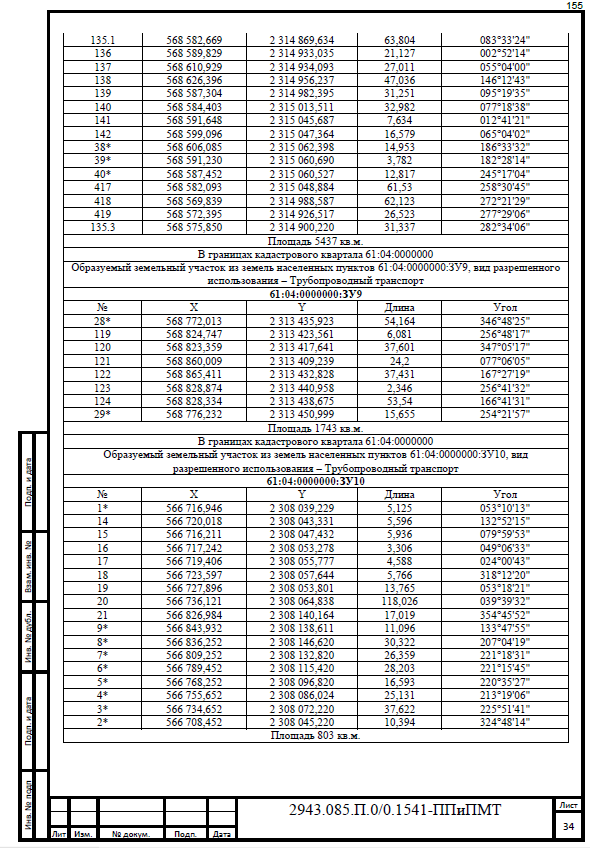 155
135.1 568 582,669 2 314 869,634 63,804 083°33'24"
136 568 589,829 2 314 933,035 21,127 002°52'14"
137 568 610,929 2 314 934,093 27,011 055°04'00"
138 568 626,396 2 314 956,237 47,036 146°12'43"
139 568 587,304 2 314 982,395 31,251 095°19'35"
140 568 584,403 2 315 013,511 32,982 077°18'38"
141 568 591,648 2 315 045,687 7,634 012°41'21"
142 568 599,096 2 315 047,364 16,579 065°04'02"
38* 568 606,085 2 315 062,398 14,953 186°33'32"
39* 568 591,230 2 315 060,690 3,782 182°28'14"
40* 568 587,452 2 315 060,527 12,817 245°17'04"
417 568 582,093 2 315 048,884 61,53 258°30'45"
418 568 569,839 2 314 988,587 62,123 272°21'29"
419 568 572,395 2 314 926,517 26,523 277°29'06"
135.3 568 575,850 2 314 900,220 31,337 282°34'06"
Площадь 5437 кв.м.
В границах кадастрового квартала 61:04:0000000
Образуемый земельный участок из земель населенных пунктов 61:04:0000000:ЗУ9, вид разрешенного
использования – Трубопроводный транспорт
61:04:0000000:ЗУ9
№ X Y Длина Угол
28* 568 772,013 2 313 435,923 54,164 346°48'25"
119 568 824,747 2 313 423,561 6,081 256°48'17"
120 568 823,359 2 313 417,641 37,601 347°05'17"
121 568 860,009 2 313 409,239 24,2 077°06'05"
122 568 865,411 2 313 432,828 37,431 167°27'19"
123 568 828,874 2 313 440,958 2,346 256°41'32"
124 568 828,334 2 313 438,675 53,54 166°41'31"
29* 568 776,232 2 313 450,999 15,655 254°21'57"
Площадь 1743 кв.м.
В границах кадастрового квартала 61:04:0000000
Образуемый земельный участок из земель населенных пунктов 61:04:0000000:ЗУ10, вид
разрешенного использования – Трубопроводный транспорт
61:04:0000000:ЗУ10
№ X Y Длина Угол
1* 566 716,946 2 308 039,229 5,125 053°10'13"
14 566 720,018 2 308 043,331 5,596 132°52'15"
15 566 716,211 2 308 047,432 5,936 079°59'53"
16 566 717,242 2 308 053,278 3,306 049°06'33"
17 566 719,406 2 308 055,777 4,588 024°00'43"
18 566 723,597 2 308 057,644 5,766 318°12'20"
19 566 727,896 2 308 053,801 13,765 053°18'21"
20 566 736,121 2 308 064,838 118,026 039°39'32"
21 566 826,984 2 308 140,164 17,019 354°45'52"
9* 566 843,932 2 308 138,611 11,096 133°47'55"
8* 566 836,252 2 308 146,620 30,322 207°04'19"
7* 566 809,252 2 308 132,820 26,359 221°18'31"
6* 566 789,452 2 308 115,420 28,203 221°15'45"
5* 566 768,252 2 308 096,820 16,593 220°35'27"
4* 566 755,652 2 308 086,024 25,131 213°19'06"
3* 566 734,652 2 308 072,220 37,622 225°51'41"
2* 566 708,452 2 308 045,220 10,394 324°48'14"
Площадь 803 кв.м.
Подп. и дата
Взам. инв. №
Инв. № дубл.
Подп. и дата
Инв. № подл
2943.085.П.0/0.1541-ППиПМТ
Лист
34
Лит Изм. № докум. Подп. Дата